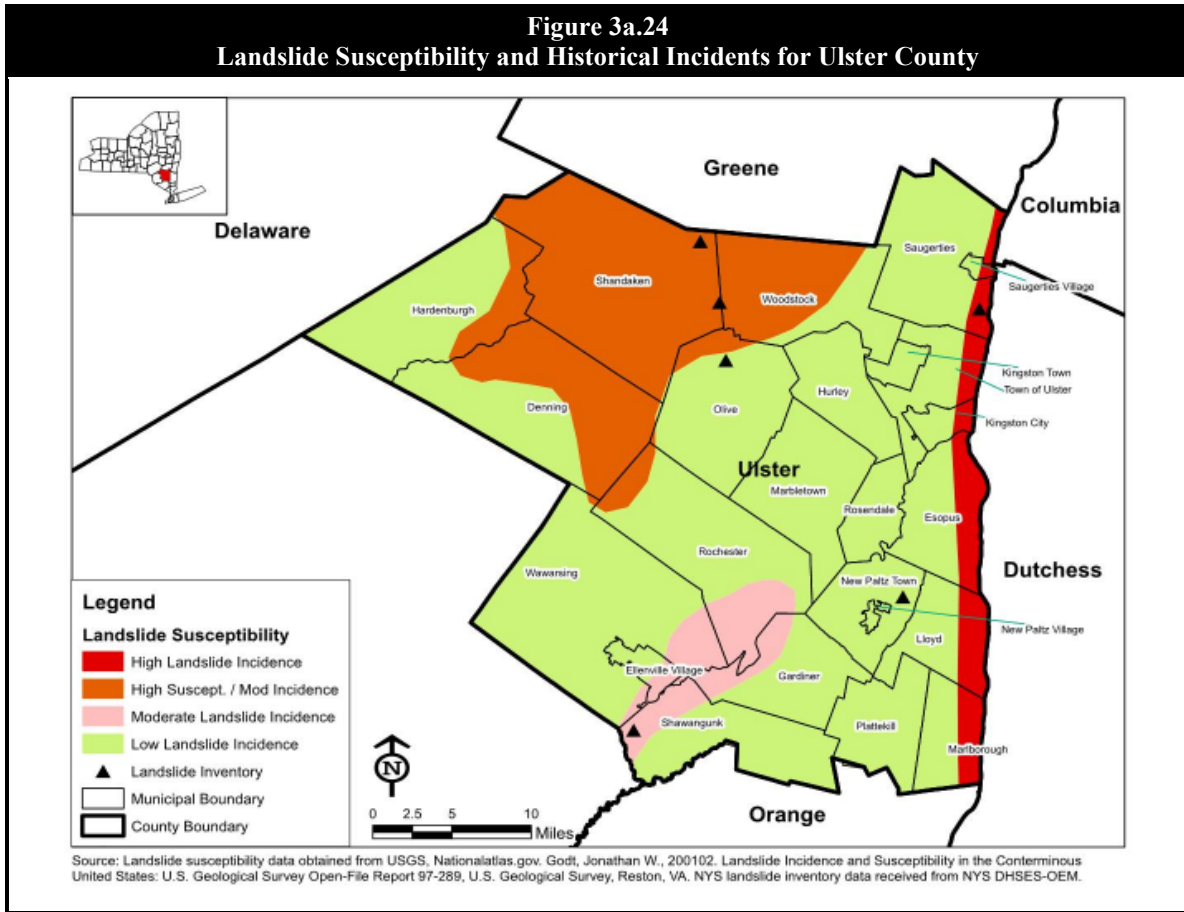 Figure 3a.24
Landslide Susceptibility and Historical Incidents for Ulster County
Greene
Columbia
Delaware
Saugerties
Shandaken
Saugerties Village
Woodstock
Hardenburgh
Kingston Town
Town of Ulster
Hurley
Denning
Olive
Kingston City
Ulster
Marbletown
Rosendale
Esopus
Rochester
Dutchess
Wawarsing
New Paltz Town
New Paltz Village
Lloyd
Ellenville Village
Gardiner
Shawangunk
Plattekill
Marlborough
Orange
Legend
Landslide Susceptibility
High Landslide Incidence
High Suscept. / Mod Incidence
Moderate Landslide Incidence
Low Landslide Incidence
Landslide Inventory
Municipal Boundary
County Boundary
N
0 2.5 5 10
Miles
Source: Landslide susceptibility data obtained from USGS, Nationalatlas.gov. Godt, Jonathan W., 200102. Landslide Incidence and Susceptibility in the Conterminous
United States: U.S. Geological Survey Open-File Report 97-289, U.S. Geological Survey, Reston, VA. NYS landslide inventory data received from NYS DHSES-OEM.